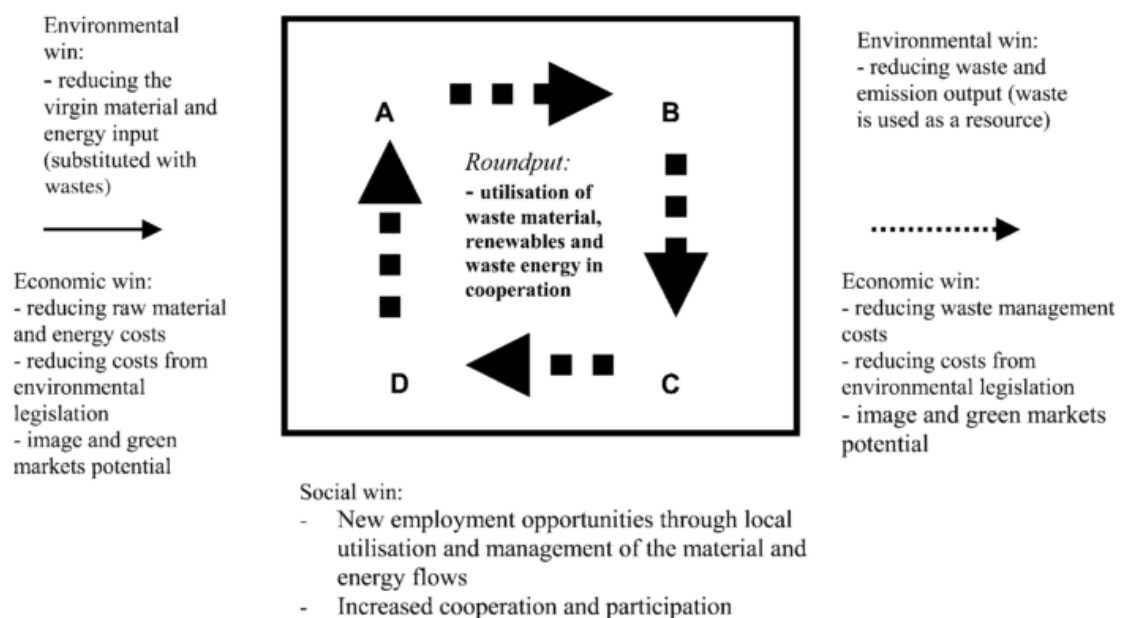 Environmental
win:
- reducing the
virgin material and
energy input
(substituted with
wastes)
Economic win:
- reducing raw material
and energy costs
- reducing costs from
environmental
legislation
- image and green
markets potential
A
B
Roundput:
- utilisation of
waste material,
renewables and
waste energy in
cooperation
D
C
Environmental win:
- reducing waste and
emission output (waste
is used as a resource)
Economic win:
- reducing waste management
costs
- reducing costs from
environmental legislation
- image and green markets
potential
Social win:
- New employment opportunities through local
utilisation and management of the material and
energy flows
- Increased cooperation and participation